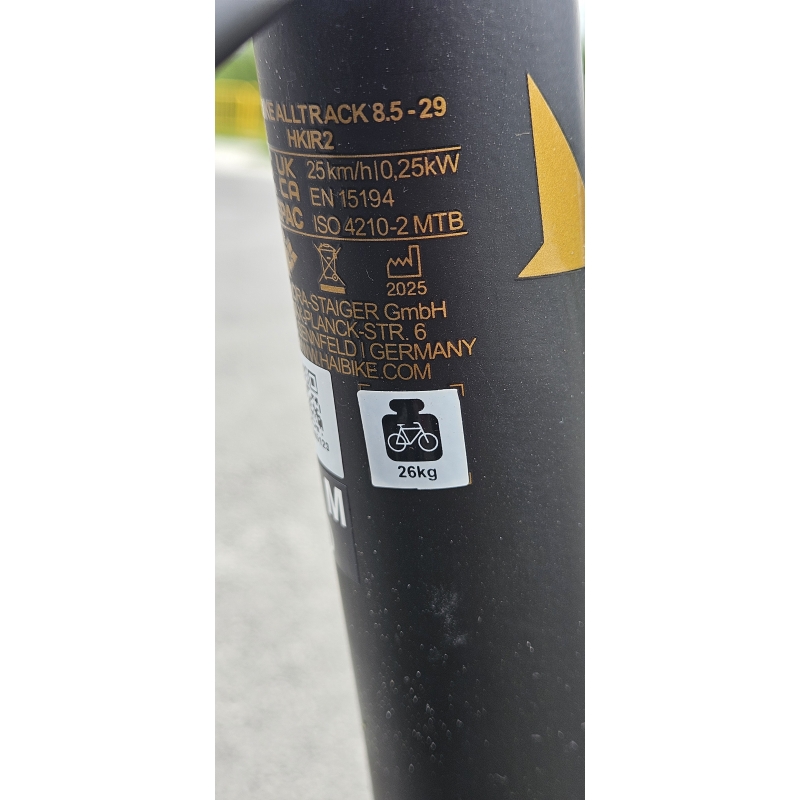 ALLTRACK 8.5 - 29
HKIR2
UK CA 25km/h|0,25kW
EN 15194
ISO 4210-2 MTB
2025
-STAIGER GmbH
-PLANCK-STR. 6
NNFELD | GERMANY
.HAIBIKE.COM
26kg
M